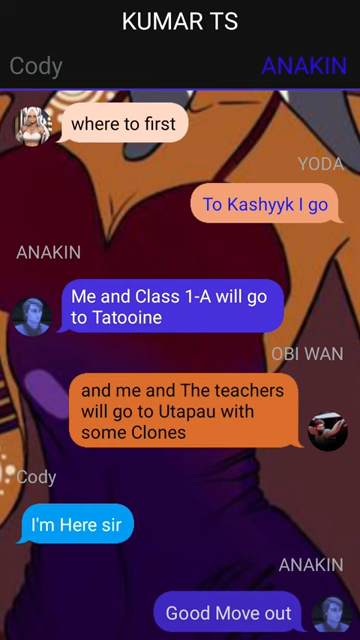 KUMAR TS
Cody ANAKIN
where to first
YODA
To Kashyyk I go
ANAKIN
Me and Class 1-A will go
to Tatooine
OBI WAN
and me and The teachers
will go to Utapau with
some Clones
Cody
I'm Here sir
ANAKIN
Good Move out